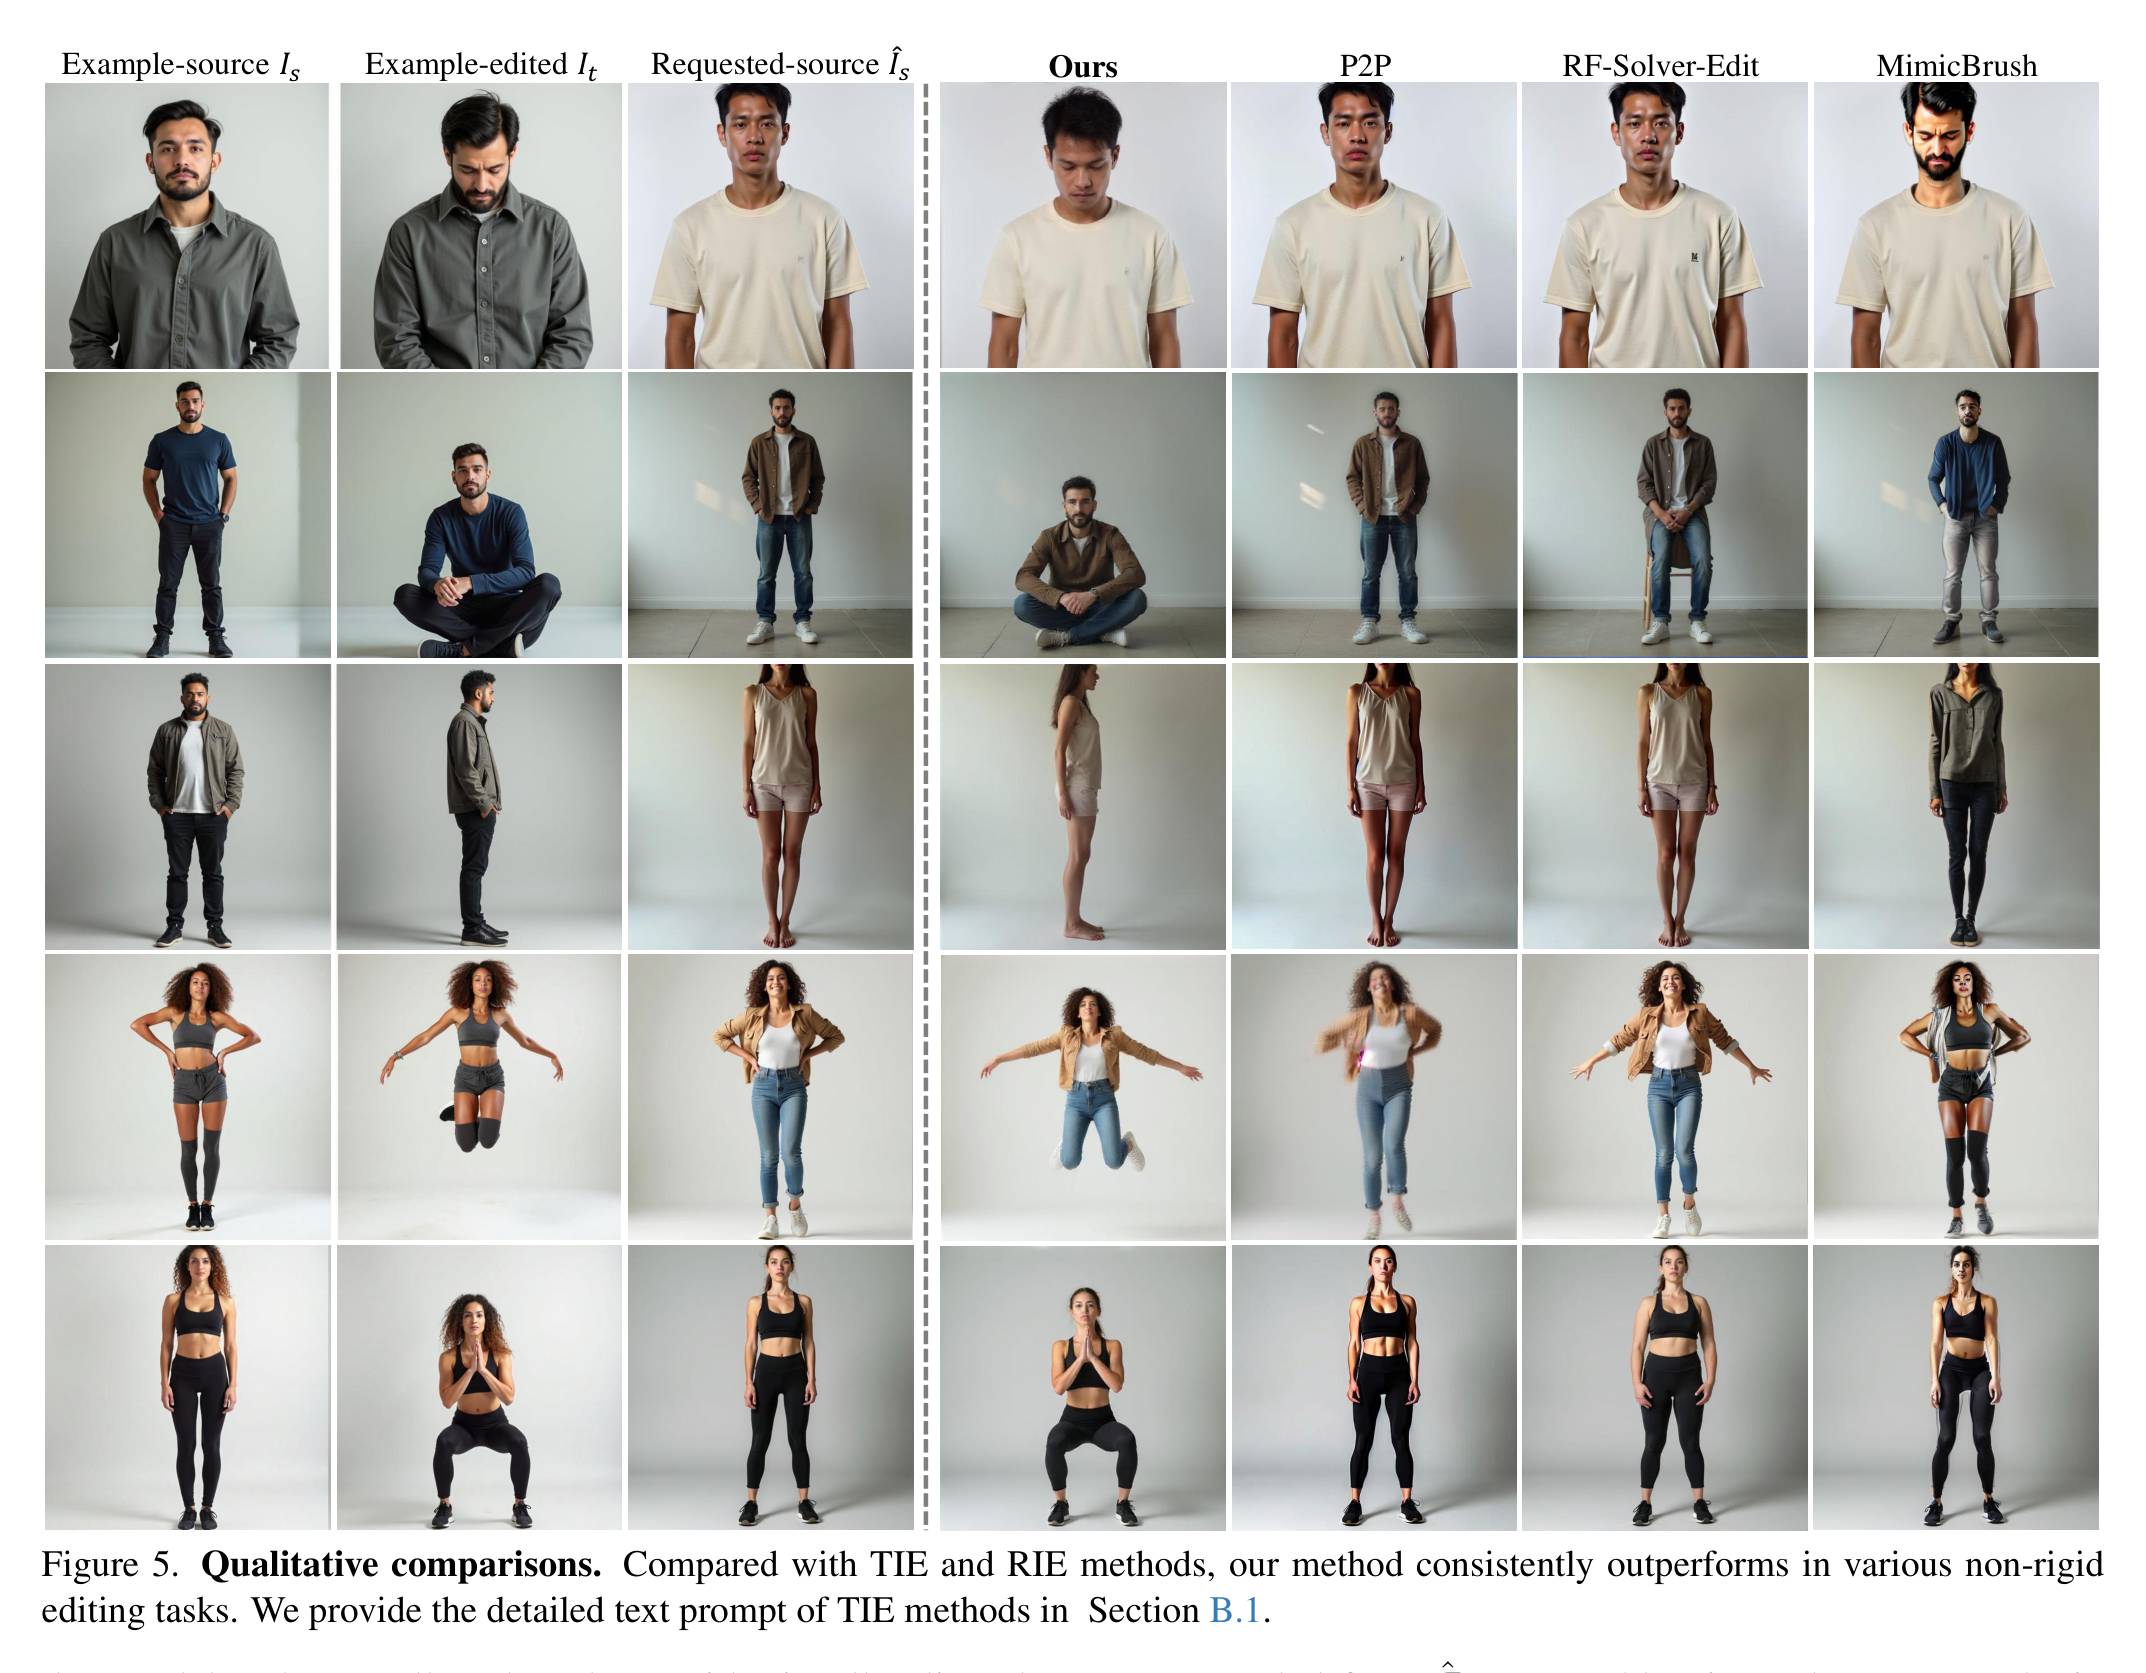 Example-source I_s Example-edited I_t Requested-source Î_s Ours P2P RF-Solver-Edit MimicBrush
Figure 5. Qualitative comparisons. Compared with TIE and RIE methods, our method consistently outperforms in various non-rigid
editing tasks. We provide the detailed text prompt of TIE methods in Section B.1.